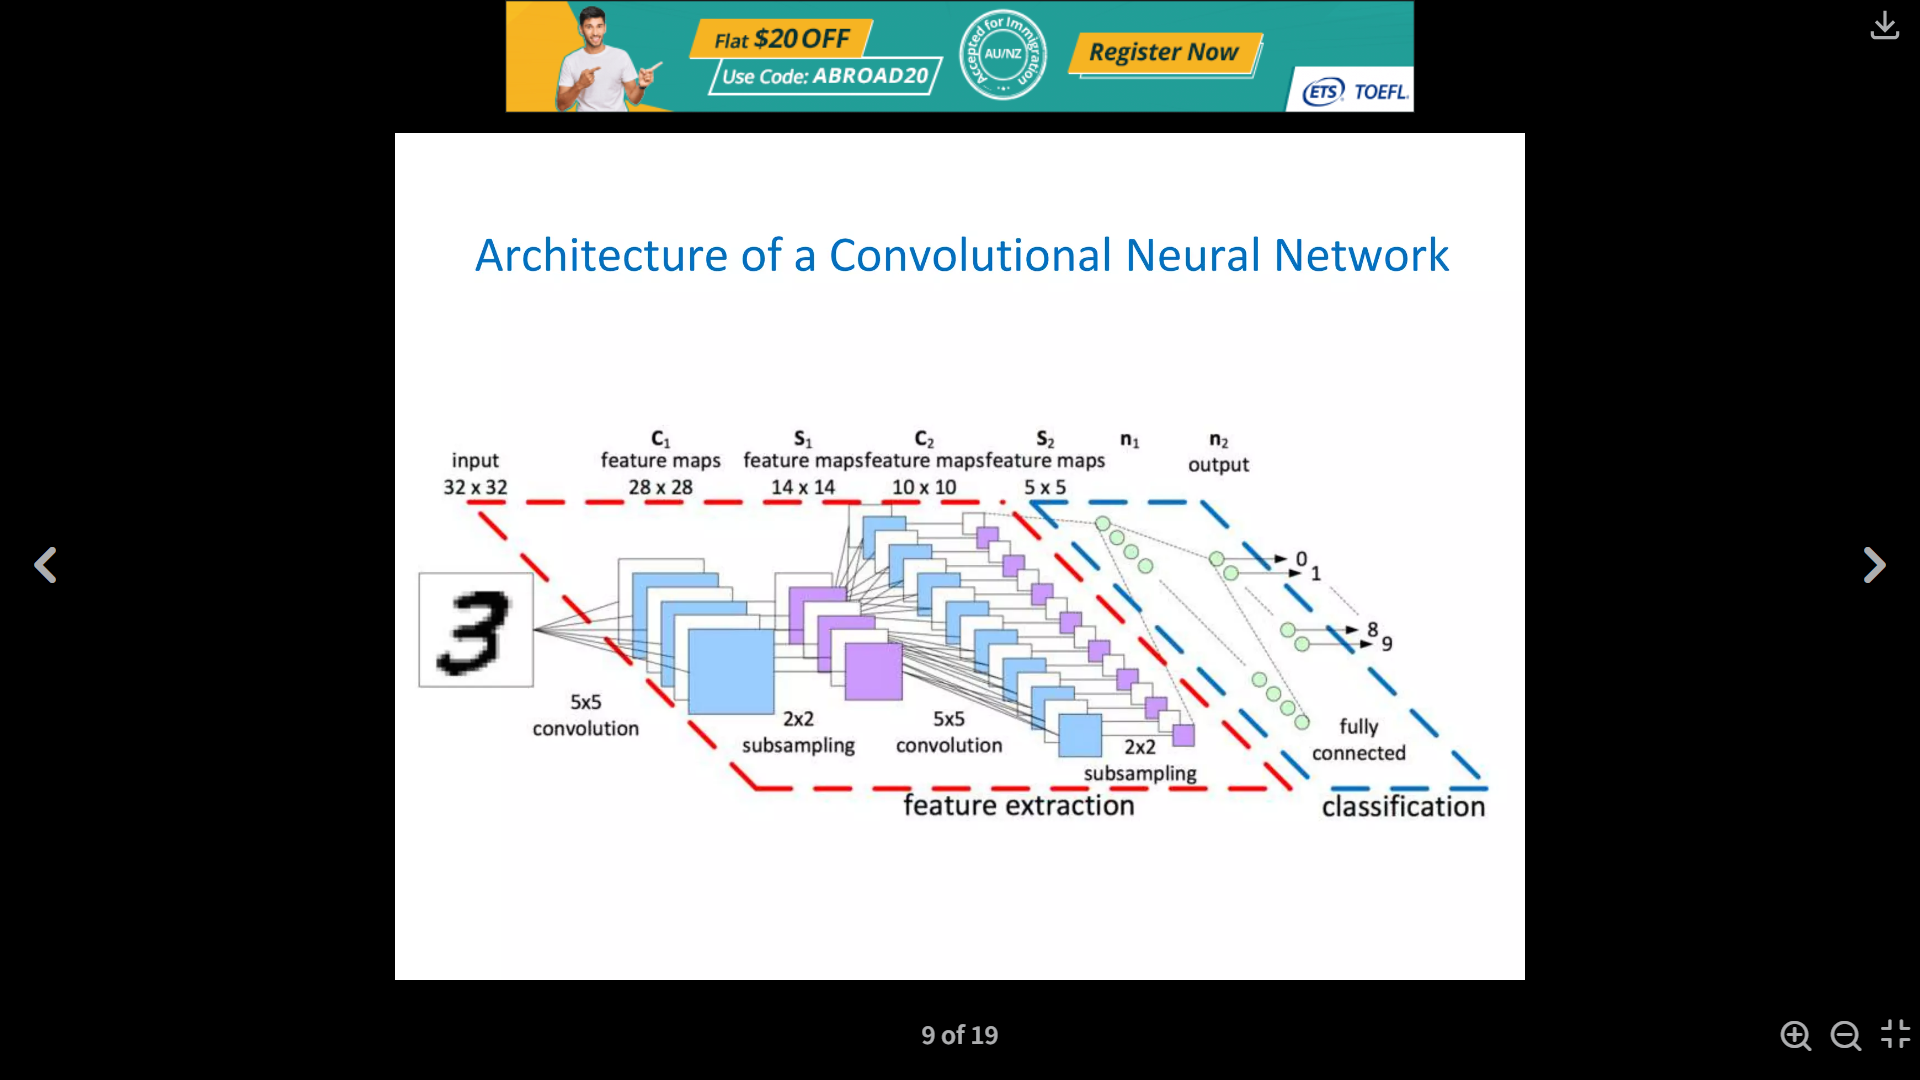 Flat $20 OFF
Use Code: ABROAD20
Accepted for Immigration
AU/NZ
Register Now
ETS TOEFL.
Architecture of a Convolutional Neural Network
input
32 x 32
C₁
feature maps
28 x 28
S₁
feature maps
14 x 14
C₂
feature maps
10 x 10
S₂
feature maps
5 x 5
n₁
n₂
output
3
0
1
8
9
5x5
convolution
2x2
subsampling
5x5
convolution
2x2
subsampling
fully
connected
feature extraction
classification
9 of 19